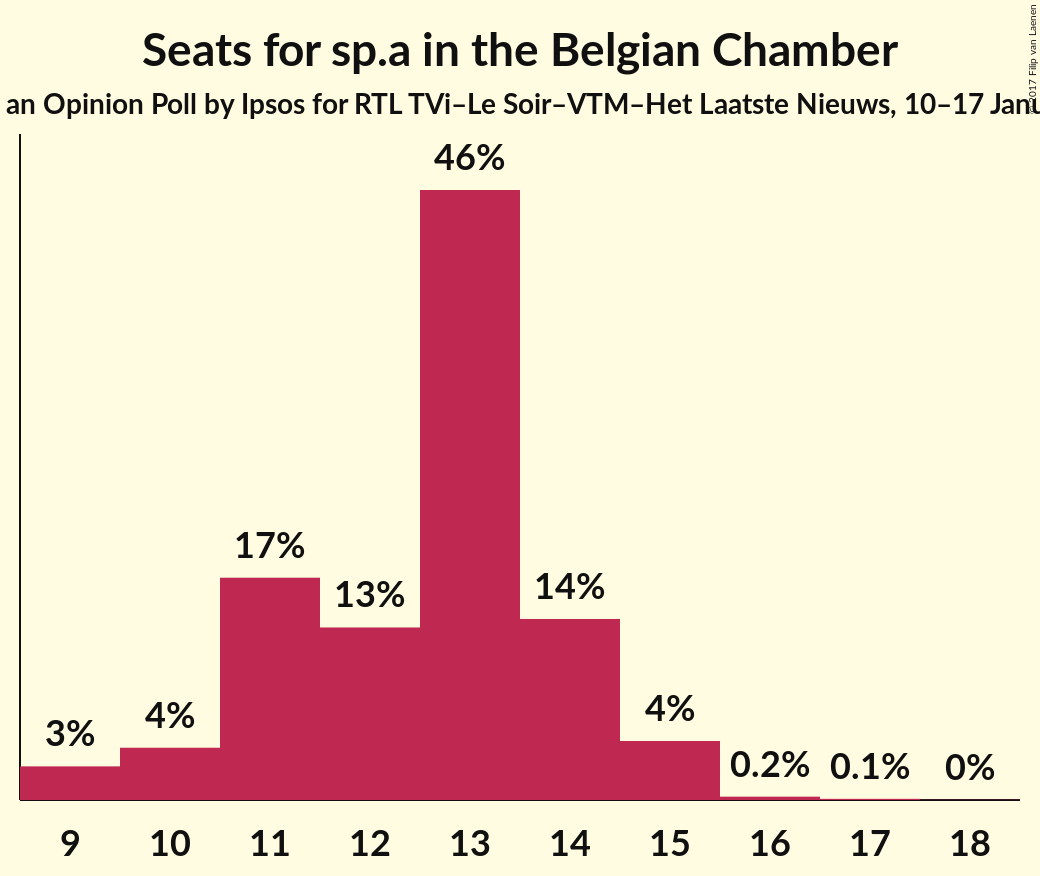 Seats for sp.a in the Belgian Chamber
an Opinion Poll by Ipsos for RTL TVi–Le Soir–VTM–Het Laatste Nieuws, 10–17
© 2017 Filip van Laenen
46%
17%
13%
14%
3%
4%
4%
0.2%
0.1%
0%
9 10 11 12 13 14 15 16 17 18